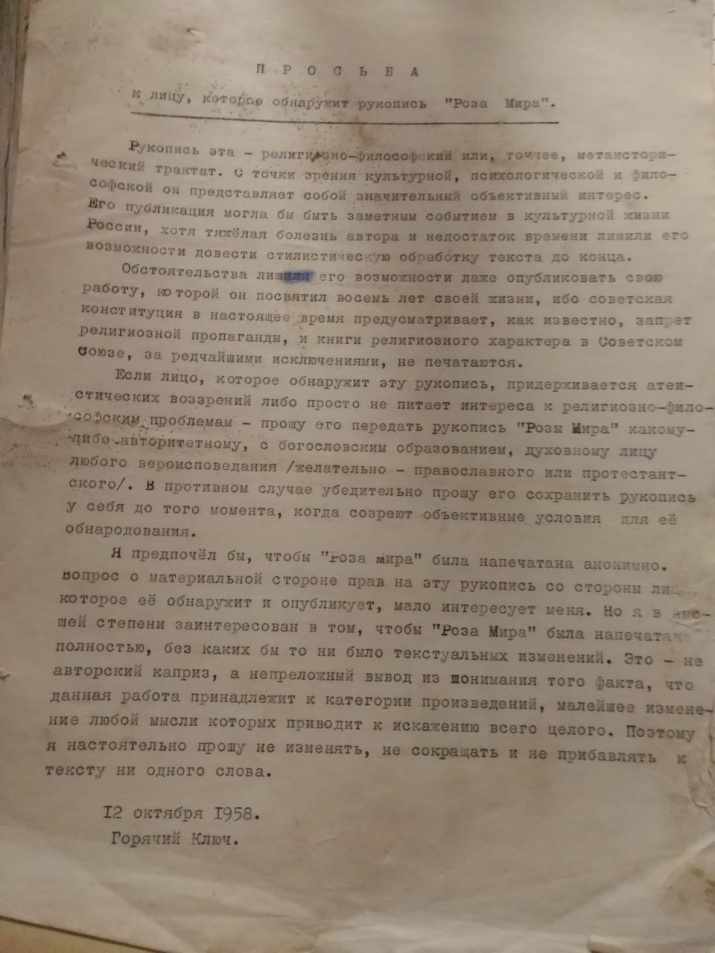 П Р О С Ь Б А
к лицу, которое обнаружит рукопись "Роза Мира".
Рукопись эта - религиозно-философский или, точнее, метаистори-
ческий трактат. С точки зрения культурной, психологической и фило-
софской он представляет собой значительный объективный интерес.
Его публикация могла бы быть заметным событием в культурной жизни
России, хотя тяжёлая болезнь автора и недостаток времени лишили его
возможности довести стилистическую обработку текста до конца.
Обстоятельства лишили его возможности даже опубликовать свою
работу, которой он посвятил восемь лет своей жизни, ибо советская
конституция в настоящее время предусматривает, как известно, запрет
религиозной пропаганды, и книги религиозного характера в Советском
Союзе, за редчайшими исключениями, не печатаются.
Если лицо, которое обнаружит эту рукопись, придерживается атеи-
стических воззрений либо просто не питает интереса к религиозно-фило-
софским проблемам - прошу его передать рукопись "Розы Мира" какому-
либо авторитетному, с богословским образованием, духовному лицу
любого вероисповедания /желательно - православного или протестант-
ского/. В противном случае убедительно прошу его сохранить рукопись
у себя до того момента, когда созреют объективные условия для её
обнародования.
Я предпочёл бы, чтобы "Роза Мира" была напечатана анонимно.
Вопрос о материальной стороне прав на эту рукопись со стороны лица,
которое её обнаружит и опубликует, мало интересует меня. Но я в выс-
шей степени заинтересован в том, чтобы "Роза Мира" была напечатана
полностью, без каких бы то ни было текстуальных изменений. Это - не
авторский каприз, а непреложный вывод из понимания того факта, что
данная работа принадлежит к категории произведений, малейшее измене-
ние любой мысли которых приводит к искажению всего целого. Поэтому
я настоятельно прошу не изменять, не сокращать и не прибавлять к
тексту ни одного слова.
12 октября 1958.
Горячий Ключ.